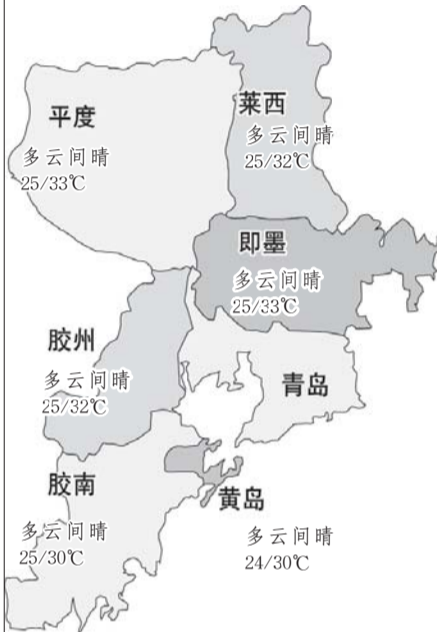 莱西
多云间晴
25/32℃
平度
多云间晴
25/33℃
即墨
多云间晴
25/33℃
胶州
多云间晴
25/32℃
青岛
胶南
多云间晴
25/30℃
黄岛
多云间晴
24/30℃